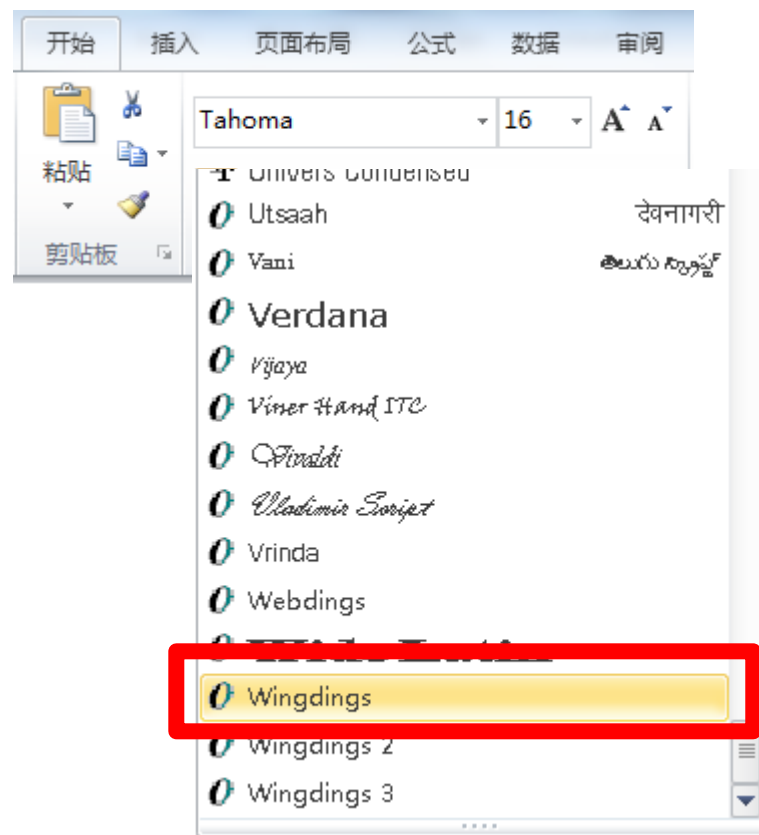 开始 插入 页面布局 公式 数据 审阅
粘贴
剪贴板
Tahoma 16 A A
Univers Condensed
Utsaah देवनागरी
Vani
Verdana
Vijaya
Viner Hand ITC
Vivaldi
Vladimir Script
Vrinda
Webdings
Wingdings
Wingdings 2
Wingdings 3